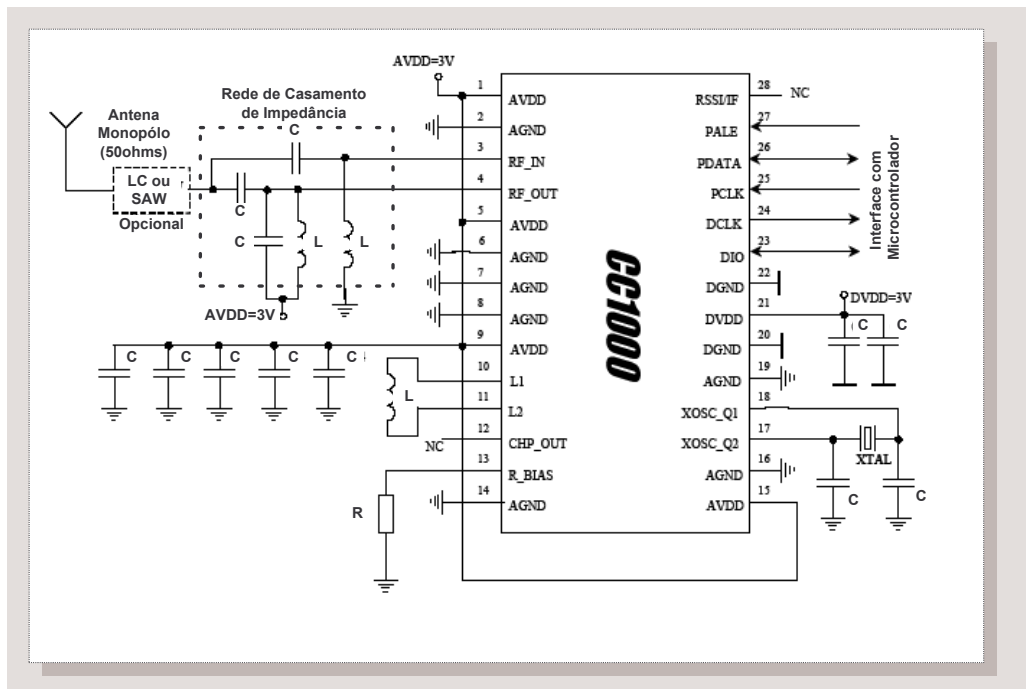 AVDD=3V
Rede de Casamento
de Impedância
Antena
Monopólo
(50ohms)
LC ou
SAW
Opcional
C
C
C
L
L
AVDD=3V
C
C
C
C
C
L
NC
R
1
AVDD
2
AGND
3
RF_IN
4
RF_OUT
5
AVDD
6
AGND
7
AGND
8
AGND
9
AVDD
10
L1
11
L2
12
CHP_OUT
13
R_BIAS
14
AGND
CC1000
28
RSSI/IF
NC
27
PALE
26
PDATA
25
PCLK
24
DCLK
23
DIO
22
DGND
21
DVDD
20
DGND
19
AGND
18
XOSC_Q1
17
XOSC_Q2
16
AGND
15
AVDD
Interface com
Microcontrolador
DVDD=3V
C
C
XTAL
C
C